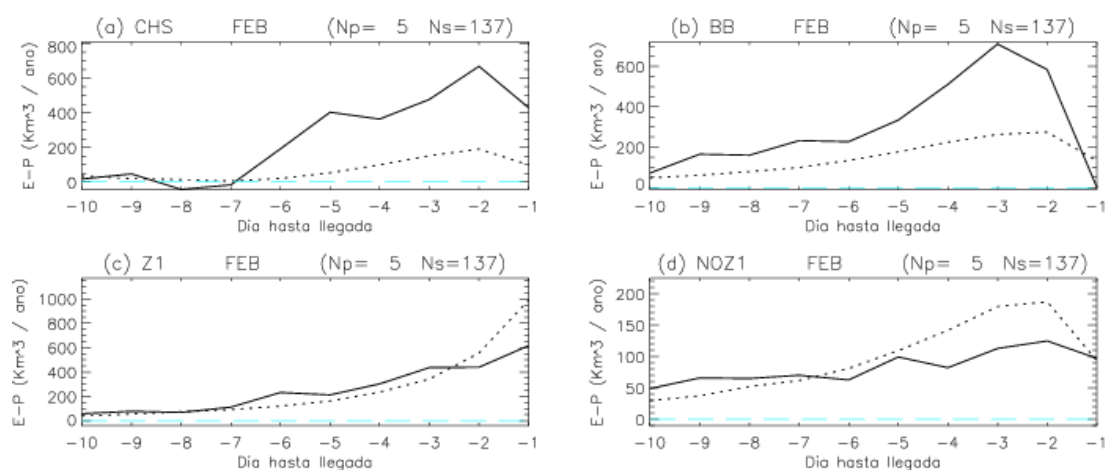 (a) CHS FEB (Np= 5 Ns=137)
E-P (Km^3 / ano)
800
600
400
200
0
-10 -9 -8 -7 -6 -5 -4 -3 -2 -1
Dia hasta llegada
(b) BB FEB (Np= 5 Ns=137)
E-P (Km^3 / ano)
600
400
200
0
-10 -9 -8 -7 -6 -5 -4 -3 -2 -1
Dia hasta llegada
(c) Z1 FEB (Np= 5 Ns=137)
E-P (Km^3 / ano)
1000
800
600
400
200
0
-10 -9 -8 -7 -6 -5 -4 -3 -2 -1
Dia hasta llegada
(d) NOZ1 FEB (Np= 5 Ns=137)
E-P (Km^3 / ano)
200
150
100
50
0
-10 -9 -8 -7 -6 -5 -4 -3 -2 -1
Dia hasta llegada